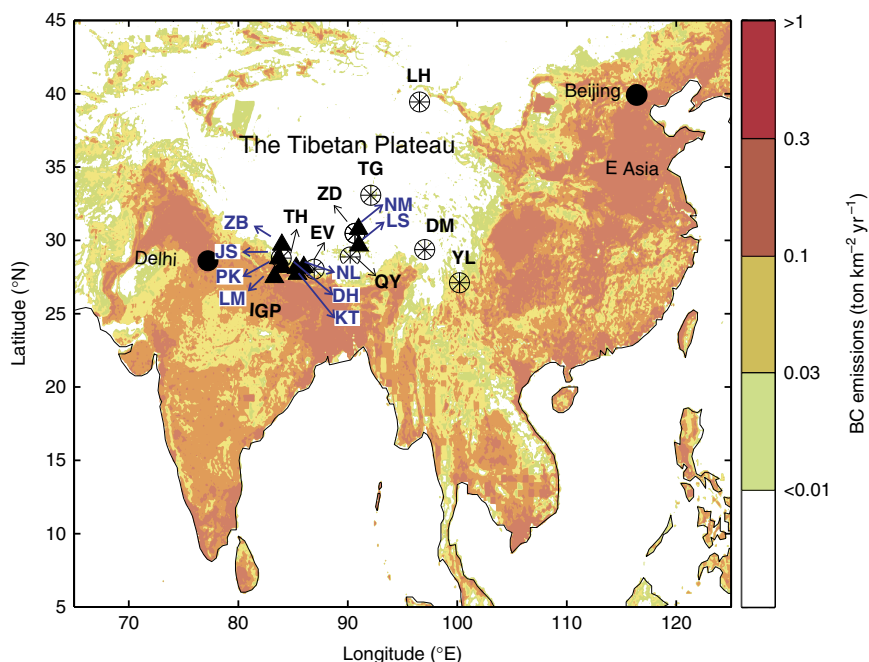 45
40
35
30
25
20
15
10
5
Latitude (°N)
65
70
80
90
100
110
120
Longitude (°E)
LH
Beijing
The Tibetan Plateau
E Asia
TG
ZD
NM
TH
LS
ZB
EV
DM
JS
YL
Delhi
PK
NL
QY
LM
DH
IGP
KT
>1
0.3
0.1
0.03
<0.01
BC emissions (ton km⁻² yr⁻¹)